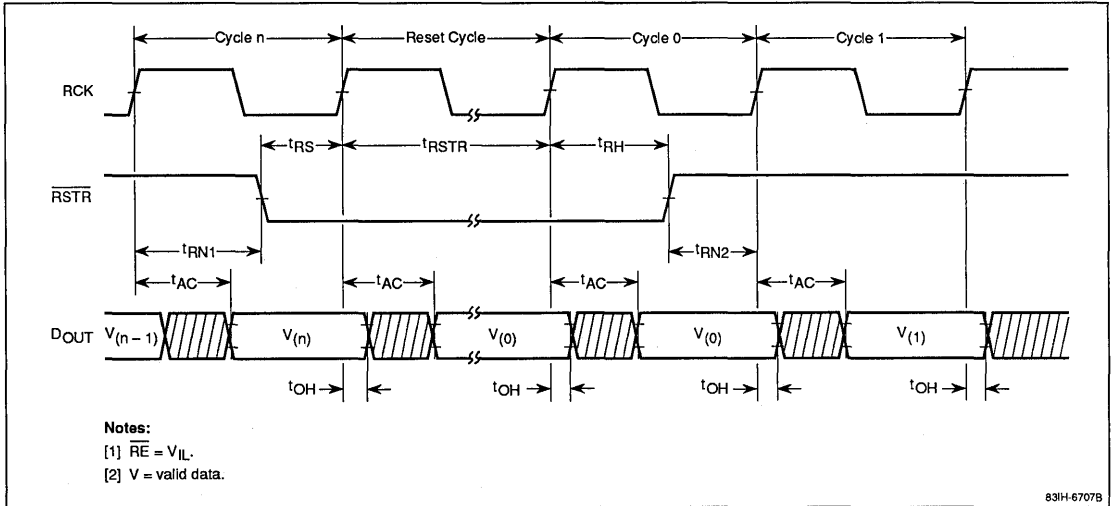 Cycle n Reset Cycle Cycle 0 Cycle 1
RCK
tRS tRSTR tRH
RSTR
tRN1 tRN2
tAC tAC tAC tAC
DOUT V(n – 1) V(n) V(0) V(0) V(1)
tOH tOH tOH tOH
Notes:
[1] RE = VIL.
[2] V = valid data.
83IH-6707B